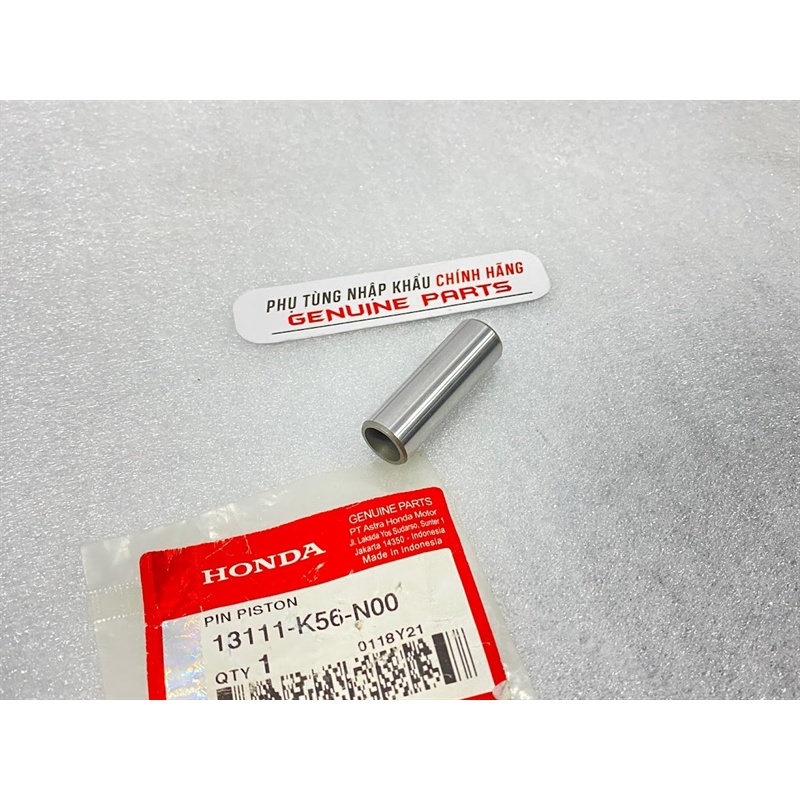 PHỤ TÙNG NHẬP KHẨU CHÍNH HÃNG
GENUINE PARTS
HONDA
GENUINE PARTS
PT Astra Honda Motor
Jl. Laksda Yos Sudarso, Sunter 1
Jakarta 14350 - Indonesia
Made in Indonesia
PIN PISTON
13111-K56-N00
QTY 1
0118Y21